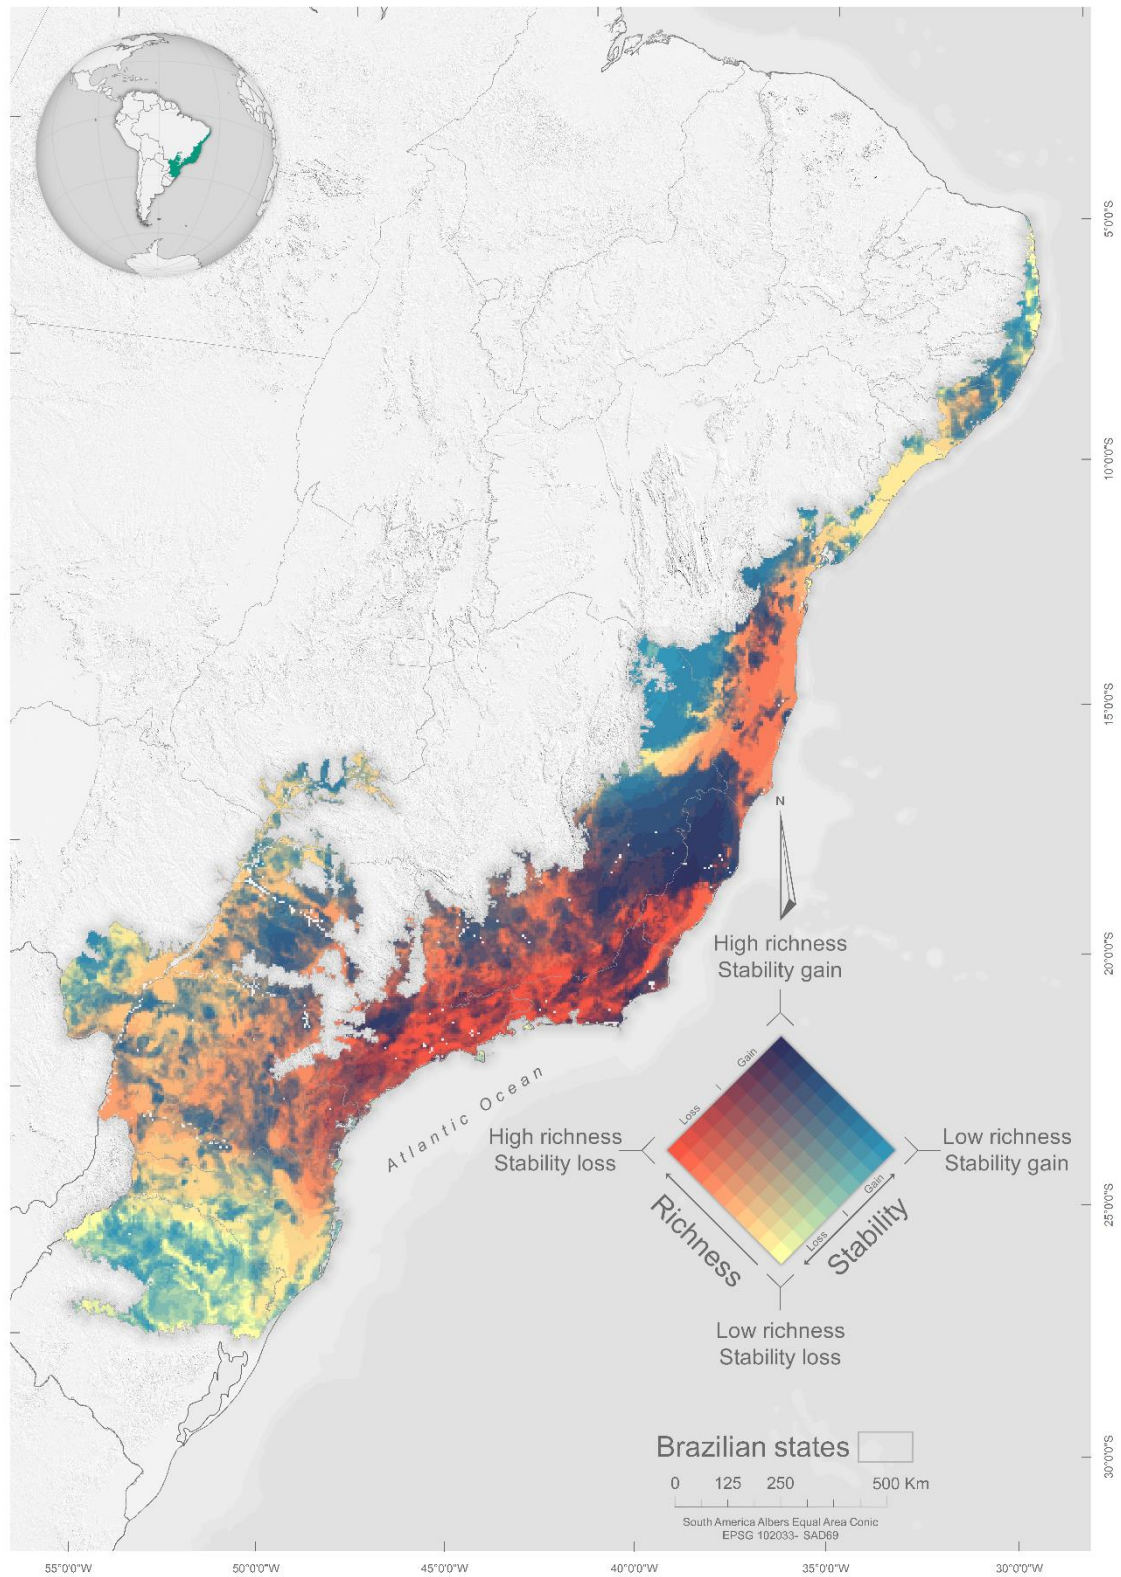 5°0'0"S
10°0'0"S
15°0'0"S
N
20°0'0"S
High richness
Stability gain
Atlantic Ocean
Gain
Loss
High richness
Stability loss
Low richness
Stability gain
Gain
Loss
Richness
Stability
25°0'0"S
Low richness
Stability loss
Brazilian states
0 125 250 500 Km
South America Albers Equal Area Conic
EPSG 102033- SAD69
30°0'0"S
55°0'0"W 50°0'0"W 45°0'0"W 40°0'0"W 35°0'0"W 30°0'0"W